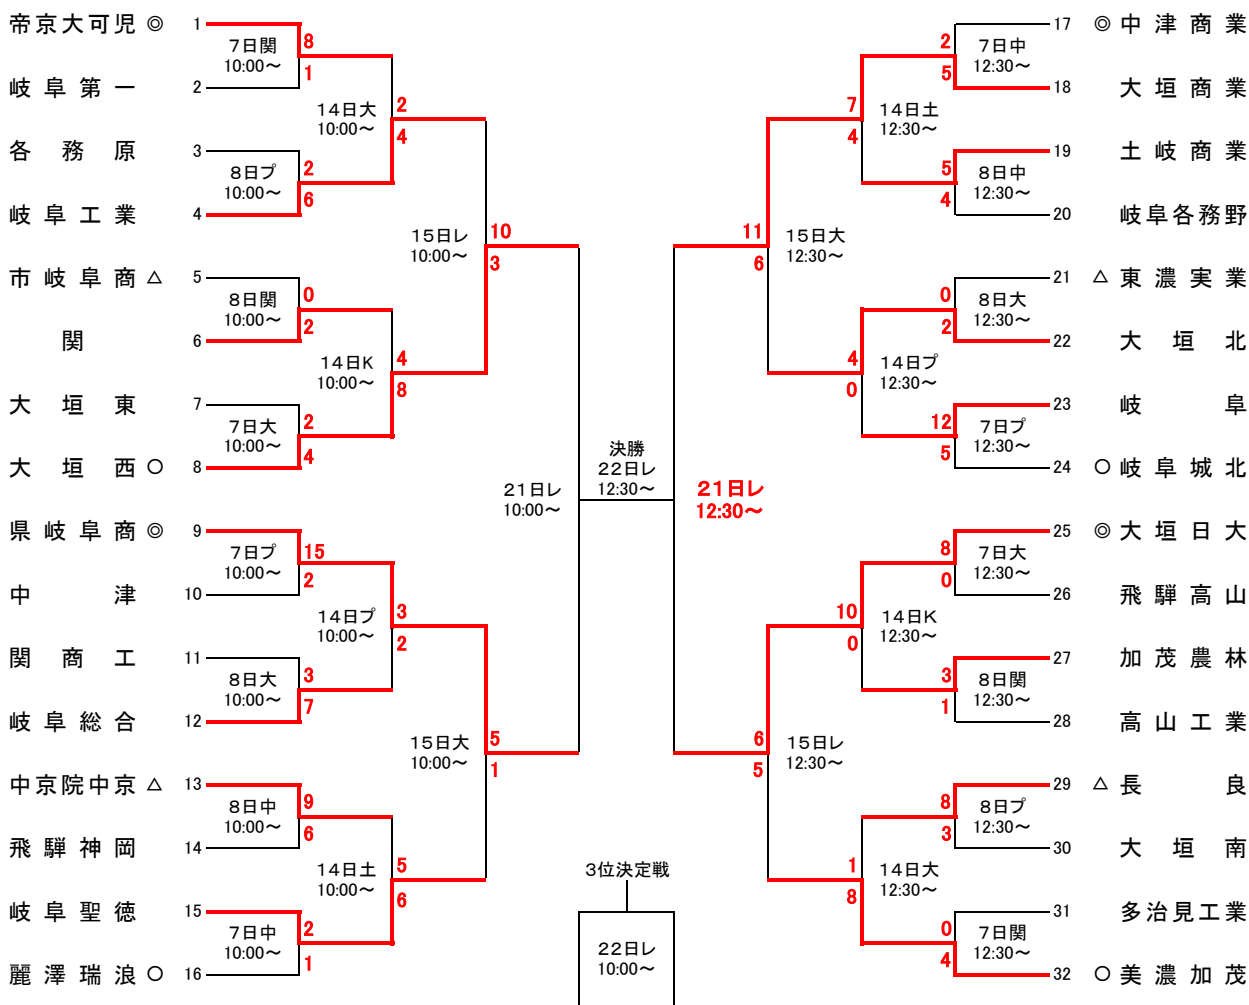 帝京大可児 ◎ 1
7日関 8
10:00～ 1
岐阜第一 2
14日大 2
10:00～ 4
各務原 3
8日プ 2
10:00～ 6
岐阜工業 4
15日レ 10
10:00～ 3
市岐阜商 △ 5
8日関 0
10:00～ 2
関 6
14日K 4
10:00～ 8
大垣東 7
7日大 2
10:00～ 4
大垣西 ○ 8
21日レ
10:00～
県岐阜商 ◎ 9
7日プ 15
10:00～ 2
中津 10
14日プ 3
10:00～ 2
関商工 11
8日大 3
10:00～ 7
岐阜総合 12
15日大 5
10:00～ 1
中京院中京 △ 13
8日中 9
10:00～ 6
飛騨神岡 14
14日土 5
10:00～ 6
岐阜聖徳 15
7日中 2
10:00～ 1
麗澤瑞浪 ○ 16
決勝
22日レ
12:30～
3位決定戦
22日レ
10:00～
17 ◎ 中津商業
2 7日中
5 12:30～
18 大垣商業
7 14日土
4 12:30～
19 土岐商業
5 8日中
4 12:30～
20 岐阜各務野
11 15日大
6 12:30～
21 △ 東濃実業
0 8日大
2 12:30～
22 大垣北
4 14日プ
0 12:30～
23 岐阜
12 7日プ
5 12:30～
24 ○ 岐阜城北
21日レ
12:30～
25 ◎ 大垣日大
8 7日大
0 12:30～
26 飛騨高山
10 14日K
0 12:30～
27 加茂農林
3 8日関
1 12:30～
28 高山工業
6 15日レ
5 12:30～
29 △ 長良
8 8日プ
3 12:30～
30 大垣南
1 14日大
8 12:30～
31 多治見工業
0 7日関
4 12:30～
32 ○ 美濃加茂